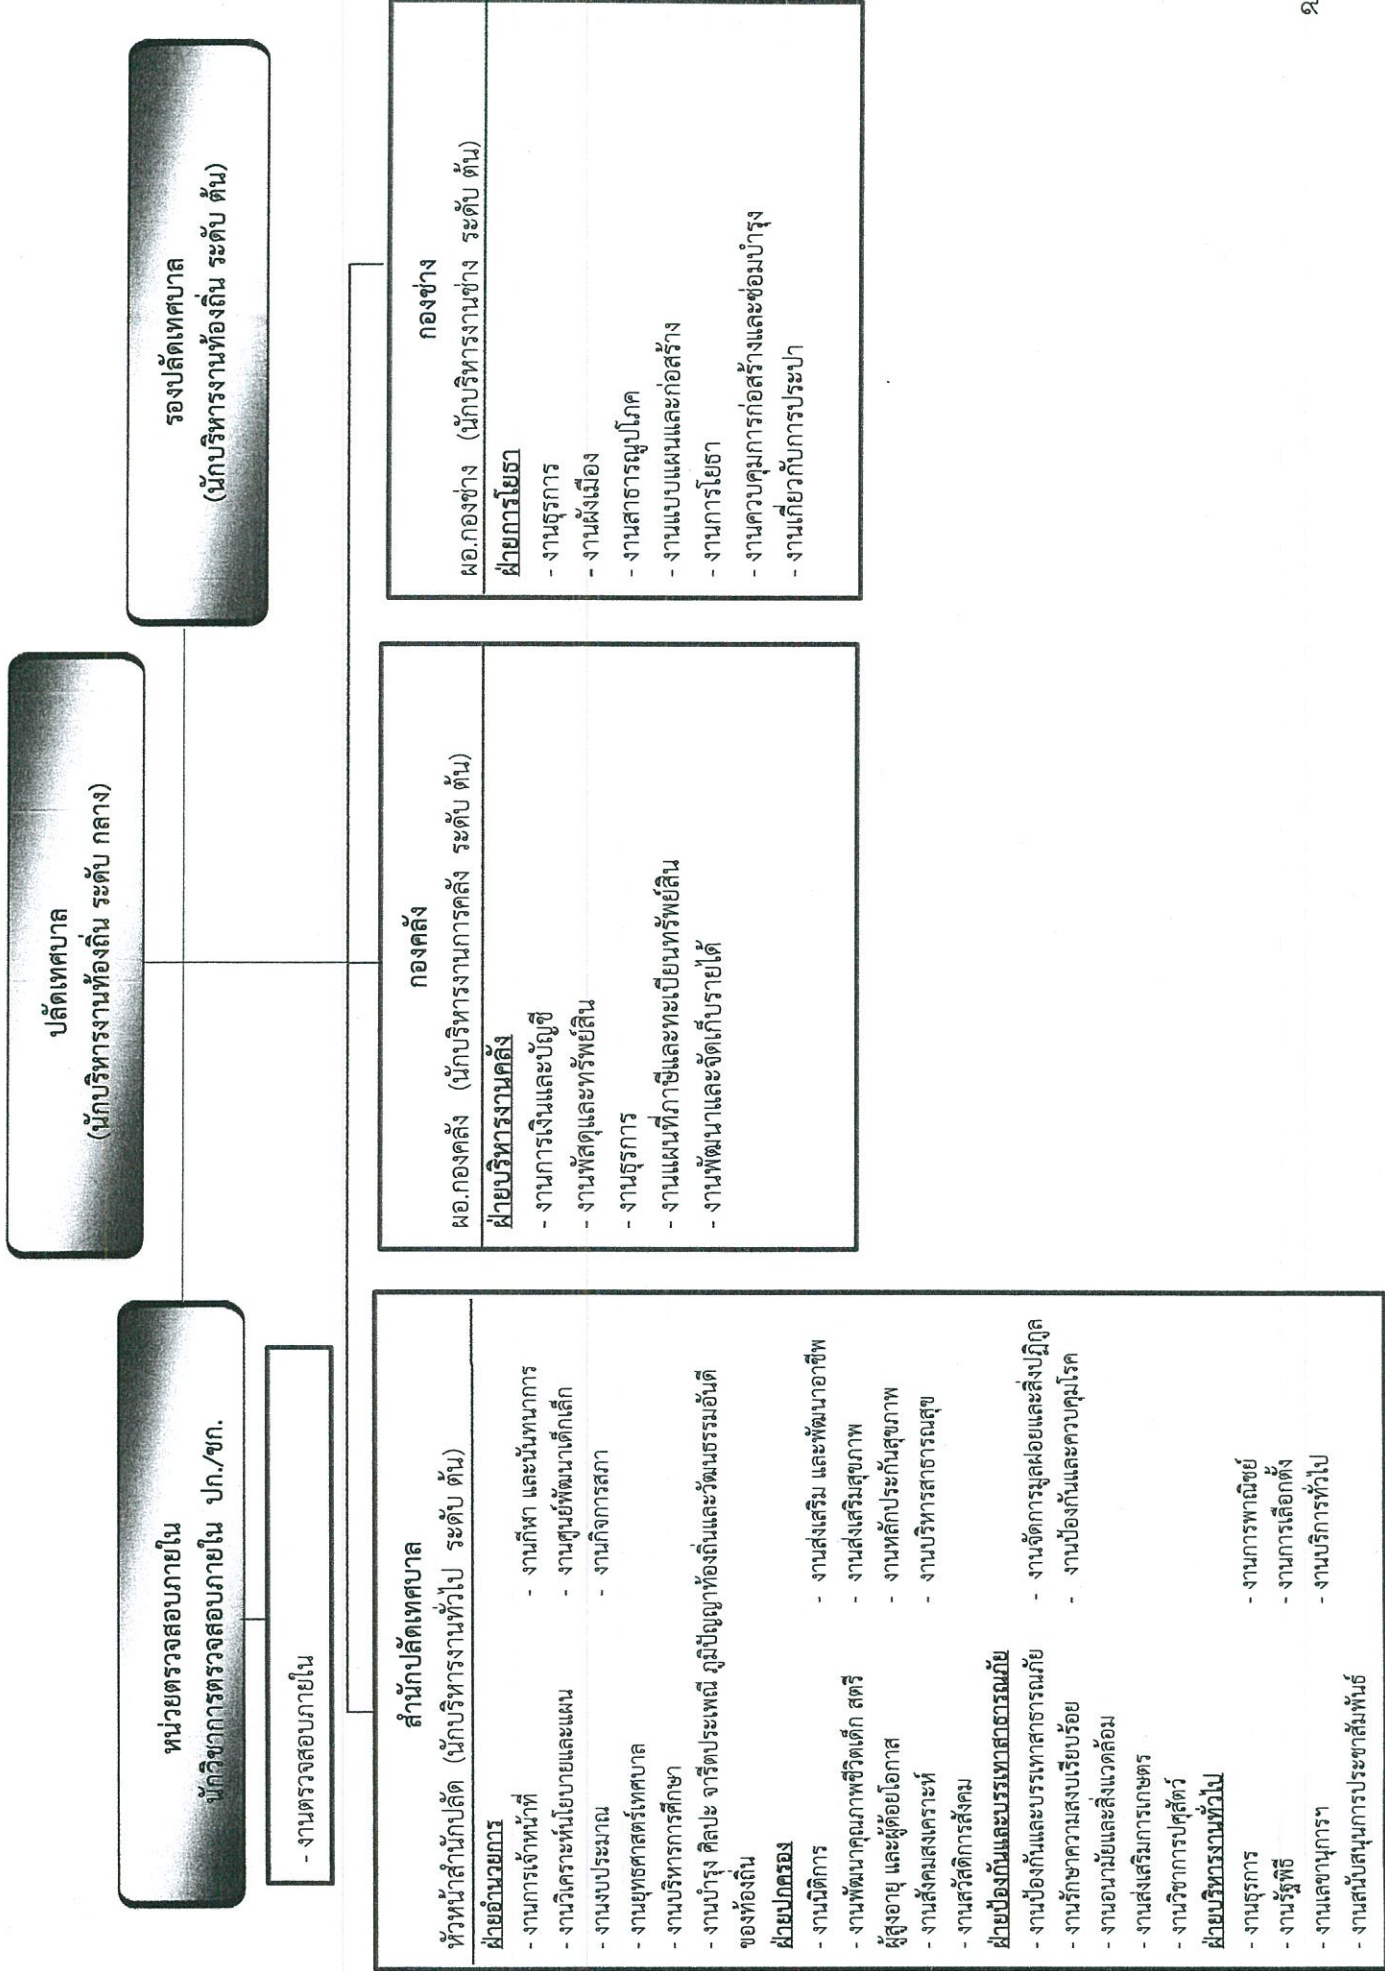 ปลัดเทศบาล
(นักบริหารงานท้องถิ่น ระดับ กลาง)
หน่วยตรวจสอบภายใน
นักวิชาการตรวจสอบภายใน ปก./ชก.
- งานตรวจสอบภายใน
รองปลัดเทศบาล
(นักบริหารงานท้องถิ่น ระดับ ต้น)
สำนักปลัดเทศบาล
หัวหน้าสำนักปลัด (นักบริหารงานทั่วไป ระดับ ต้น)
ฝ่ายอำนวยการ
- งานการเจ้าหน้าที่ - งานกีฬา และนันทนาการ
- งานวิเคราะห์นโยบายและแผน - งานศูนย์พัฒนาเด็กเล็ก
- งานงบประมาณ - งานกิจการสภา
- งานยุทธศาสตร์เทศบาล
- งานบริหารการศึกษา
- งานบำรุง ศิลปะ จารีตประเพณี ภูมิปัญญาท้องถิ่นและวัฒนธรรมอันดี
ของท้องถิ่น
ฝ่ายปกครอง
- งานนิติการ - งานส่งเสริม และพัฒนาอาชีพ
- งานพัฒนาคุณภาพชีวิตเด็ก สตรี - งานส่งเสริมสุขภาพ
ผู้สูงอายุ และผู้ด้อยโอกาส - งานหลักประกันสุขภาพ
- งานสังคมสงเคราะห์ - งานบริหารสาธารณสุข
- งานสวัสดิการสังคม
ฝ่ายป้องกันและบรรเทาสาธารณภัย
- งานป้องกันและบรรเทาสาธารณภัย - งานจัดการมูลฝอยและสิ่งปฏิกูล
- งานรักษาความสงบเรียบร้อย - งานป้องกันและควบคุมโรค
- งานอนามัยและสิ่งแวดล้อม
- งานส่งเสริมการเกษตร
- งานวิชาการปศุสัตว์
ฝ่ายบริหารงานทั่วไป
- งานธุรการ - งานการพาณิชย์
- งานรัฐพิธี - งานการเลือกตั้ง
- งานเลขานุการฯ - งานบริการทั่วไป
- งานสนับสนุนการประชาสัมพันธ์
กองคลัง
ผอ.กองคลัง (นักบริหารงานการคลัง ระดับ ต้น)
ฝ่ายบริหารงานคลัง
- งานการเงินและบัญชี
- งานพัสดุและทรัพย์สิน
- งานธุรการ
- งานแผนที่ภาษีและทะเบียนทรัพย์สิน
- งานพัฒนาและจัดเก็บรายได้
กองช่าง
ผอ.กองช่าง (นักบริหารงานช่าง ระดับ ต้น)
ฝ่ายการโยธา
- งานธุรการ
- งานผังเมือง
- งานสาธารณูปโภค
- งานแบบแผนและก่อสร้าง
- งานการโยธา
- งานควบคุมการก่อสร้างและซ่อมบำรุง
- งานเกี่ยวกับการประปา